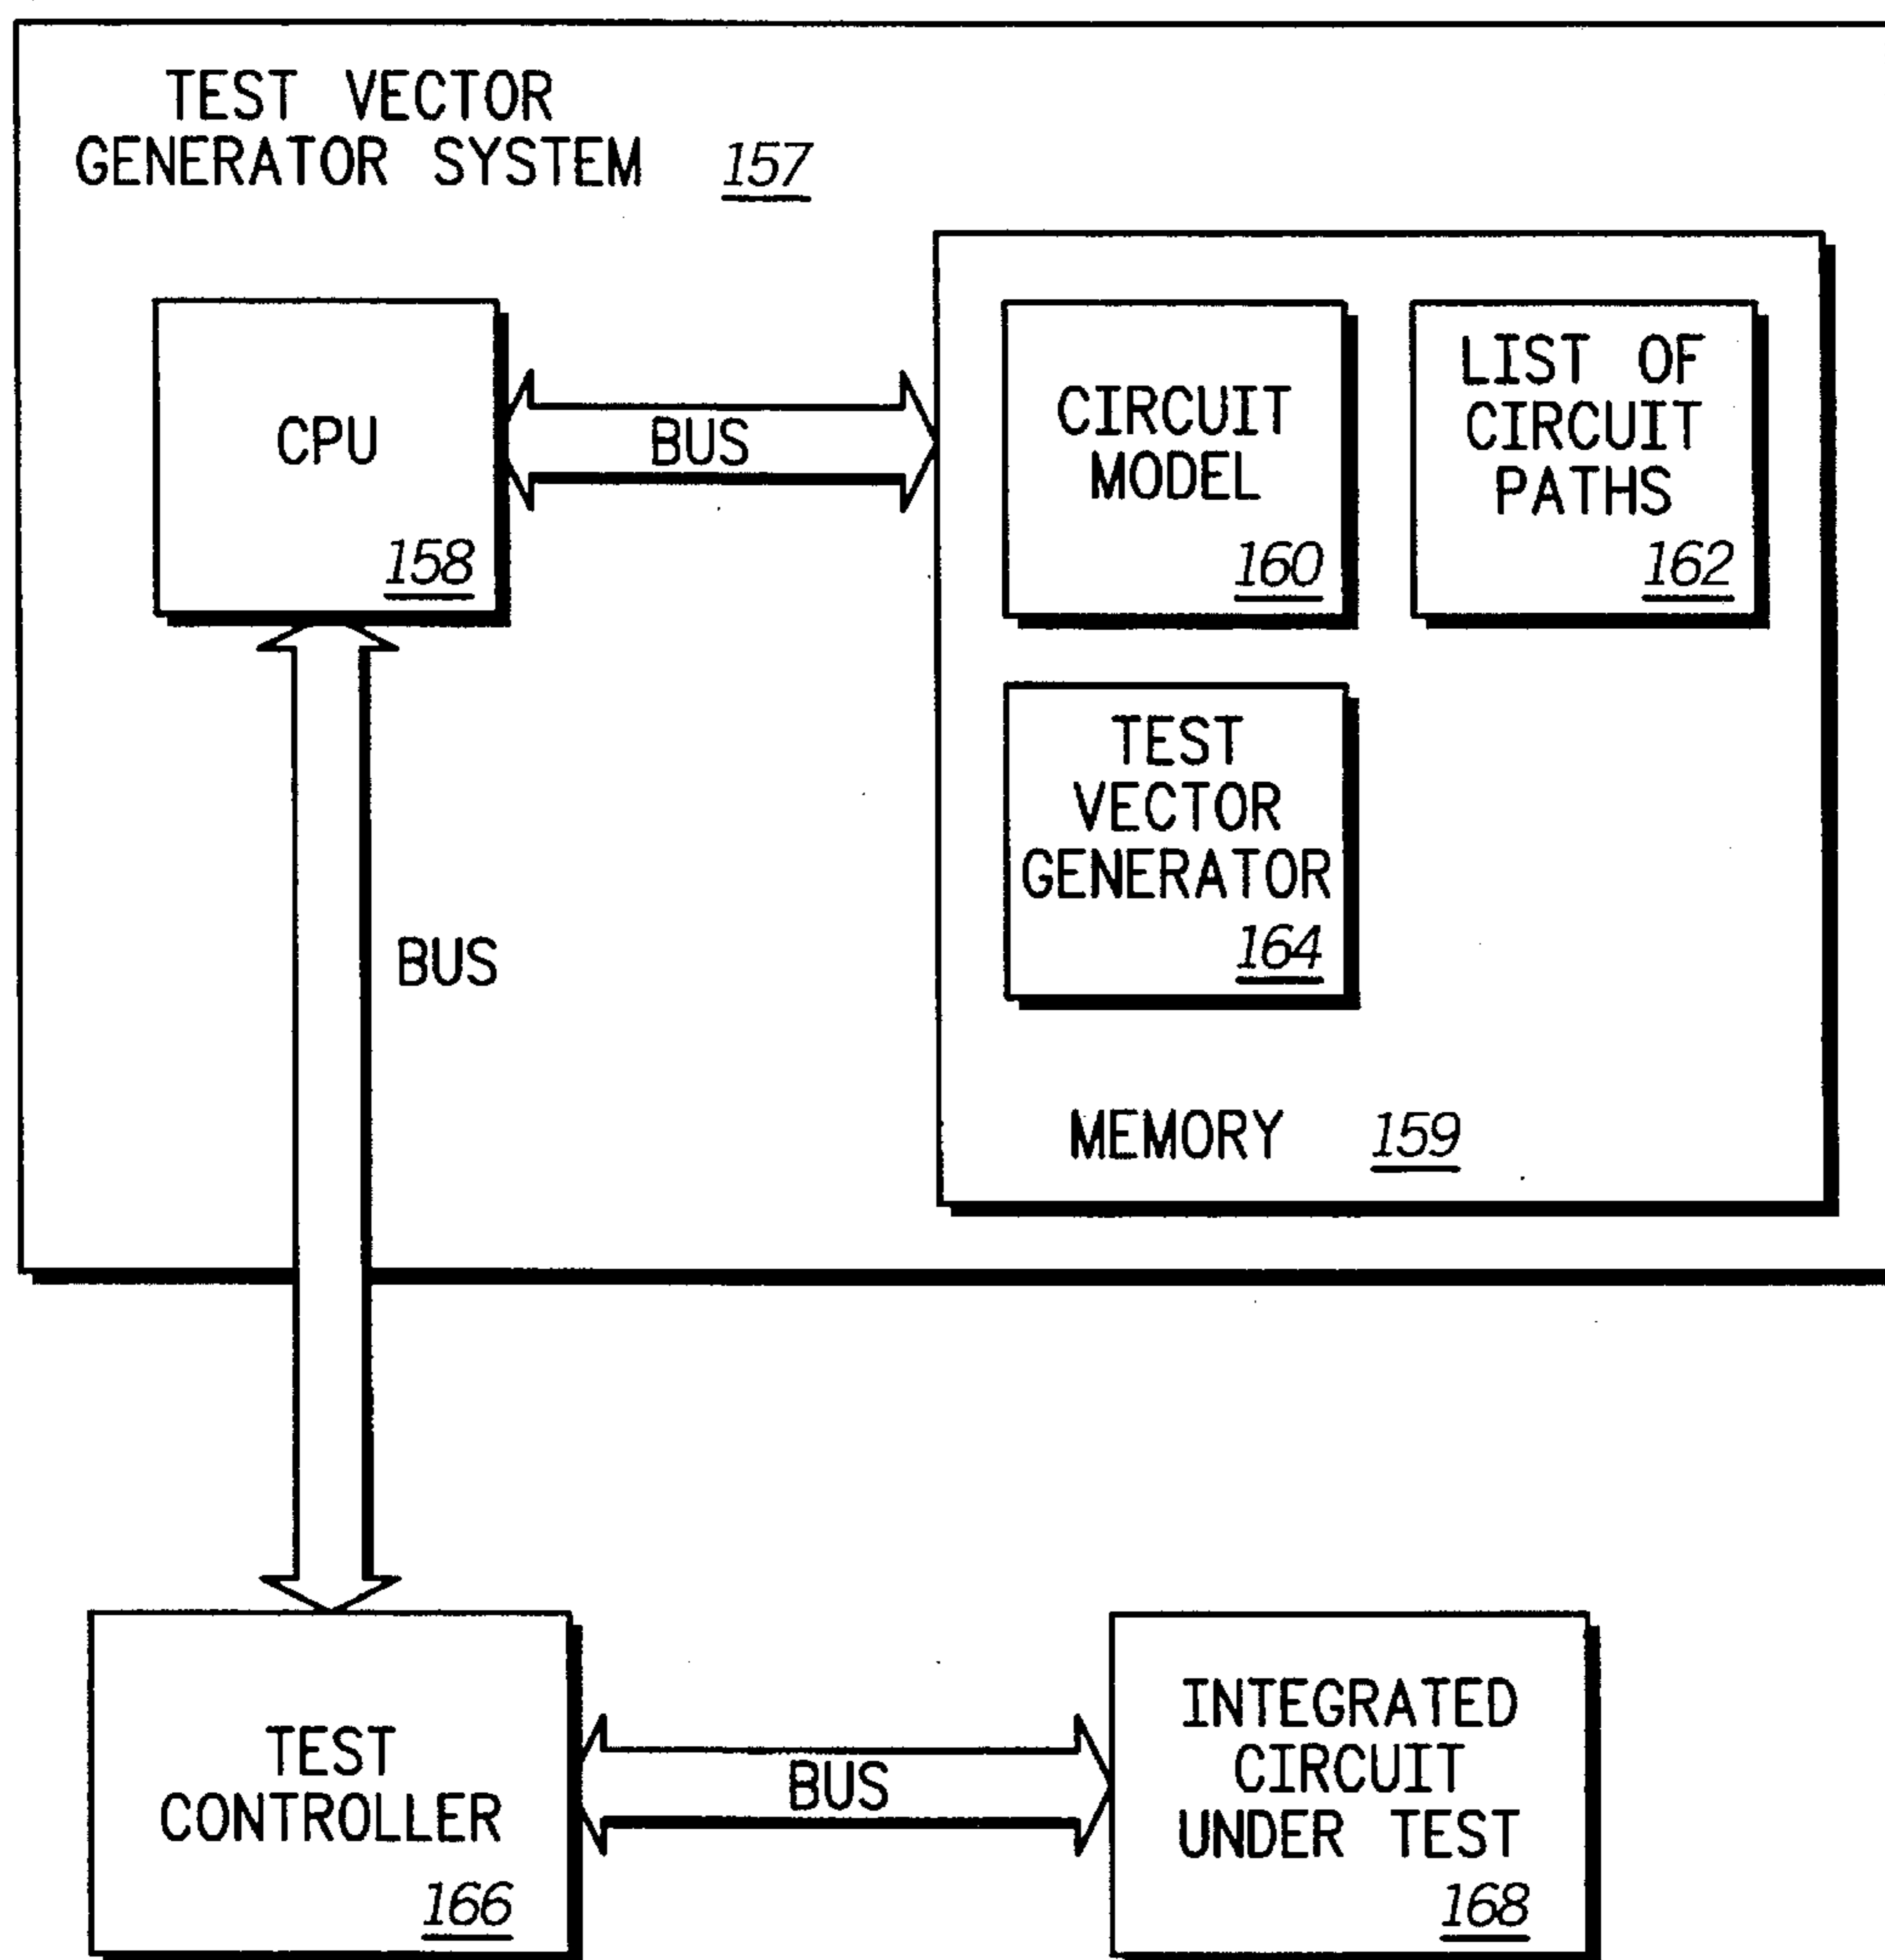 TEST VECTOR
GENERATOR SYSTEM 157
CPU
158
BUS
CIRCUIT
MODEL
160
LIST OF
CIRCUIT
PATHS
162
TEST
VECTOR
GENERATOR
164
BUS
MEMORY 159
TEST
CONTROLLER
166
BUS
INTEGRATED
CIRCUIT
UNDER TEST
168